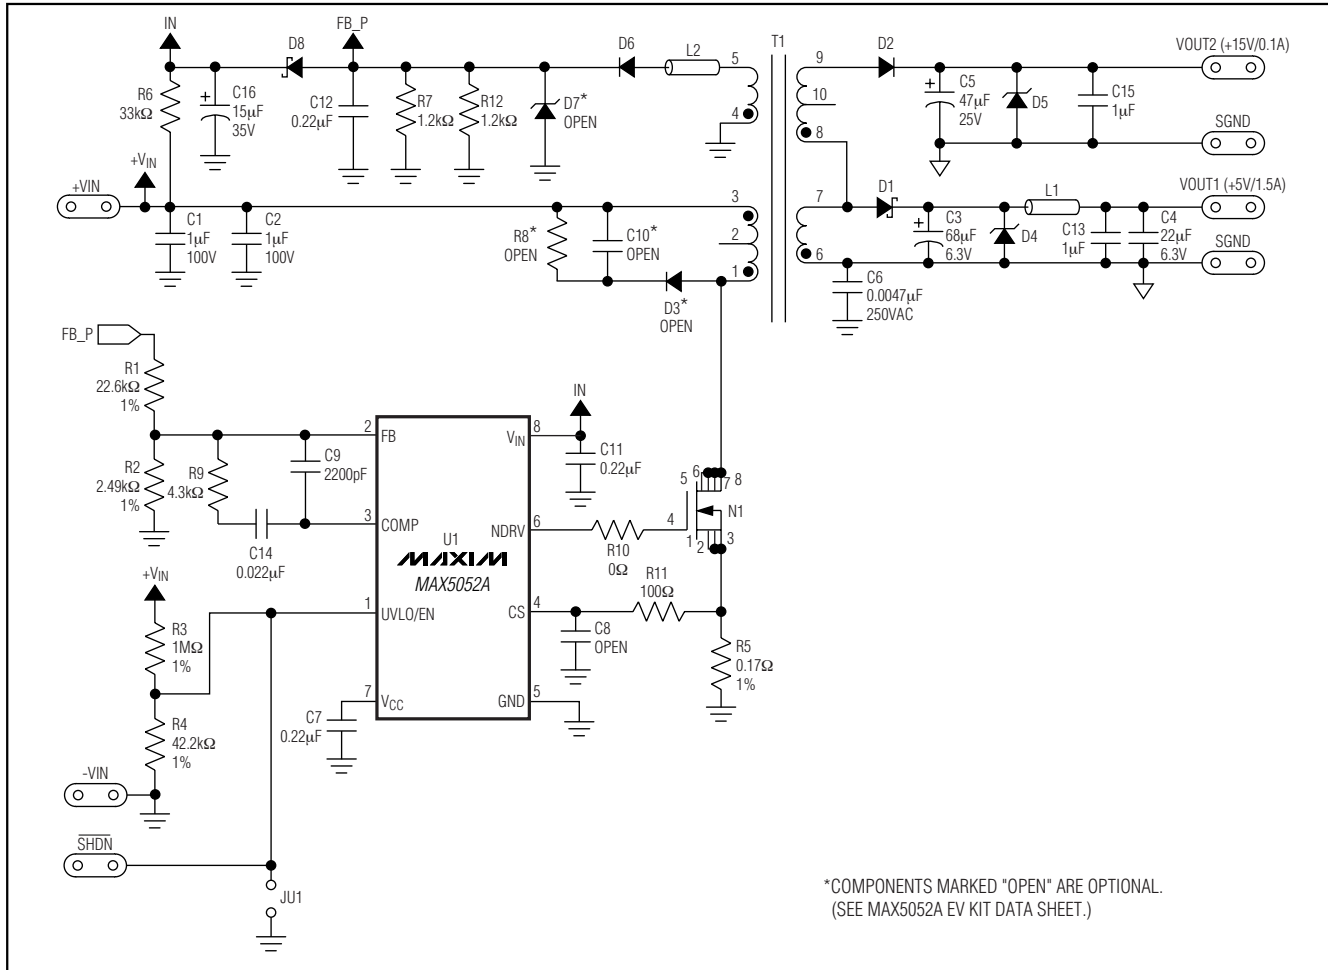 IN
FB_P
D8
D6
L2
T1
D2
VOUT2 (+15V/0.1A)
5
9
R6
33kΩ
+
C16
15µF
35V
C12
0.22µF
R7
1.2kΩ
R12
1.2kΩ
D7*
OPEN
4
10
8
+
C5
47µF
25V
D5
C15
1µF
SGND
+VIN
+VIN
C1
1µF
100V
C2
1µF
100V
R8*
OPEN
C10*
OPEN
D3*
OPEN
3
2
1
7
6
D1
L1
VOUT1 (+5V/1.5A)
+
C3
68µF
6.3V
D4
C13
1µF
C4
22µF
6.3V
SGND
C6
0.0047µF
250VAC
FB_P
R1
22.6kΩ
1%
R2
2.49kΩ
1%
R9
4.3kΩ
C9
2200pF
C14
0.022µF
2
FB
3
COMP
1
UVLO/EN
7
VCC
U1
MAXIM
MAX5052A
VIN
8
NDRV
6
CS
4
GND
5
IN
C11
0.22µF
R10
0Ω
R11
100Ω
C8
OPEN
5
6
7
8
4
N1
1
2
3
R5
0.17Ω
1%
+VIN
R3
1MΩ
1%
R4
42.2kΩ
1%
C7
0.22µF
-VIN
SHDN
JU1
*COMPONENTS MARKED "OPEN" ARE OPTIONAL.
(SEE MAX5052A EV KIT DATA SHEET.)